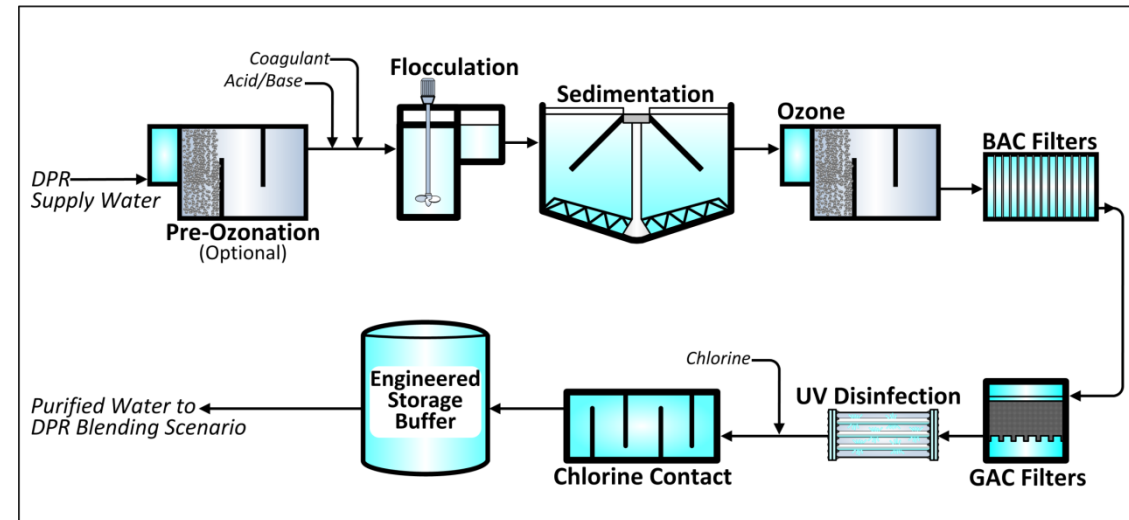 Coagulant
Acid/Base
Flocculation
Sedimentation
Ozone
BAC Filters
DPR
Supply Water
Pre-Ozonation
(Optional)
Chlorine
UV Disinfection
Engineered
Storage
Buffer
Purified Water to
DPR Blending Scenario
Chlorine Contact
GAC Filters